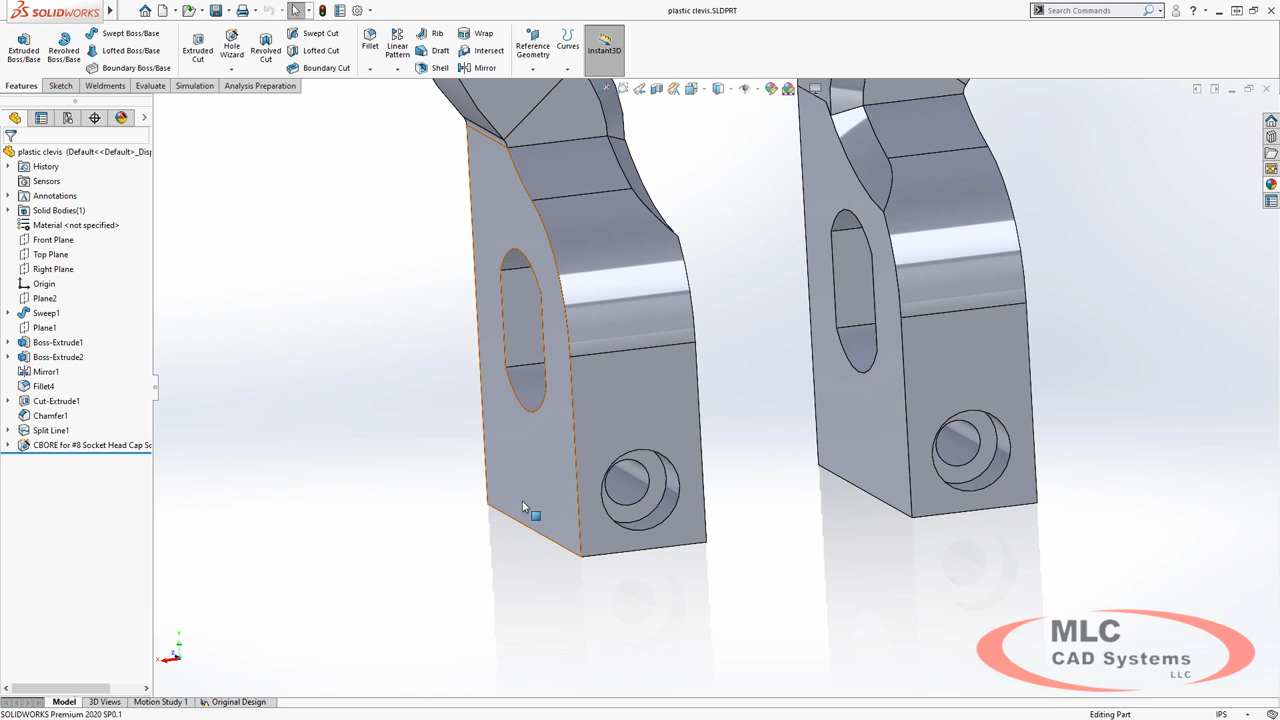 SOLIDWORKS
plastic clevis.SLDPRT
Search Commands
Extruded Boss/Base
Revolved Boss/Base
Swept Boss/Base
Lofted Boss/Base
Boundary Boss/Base
Extruded Cut
Hole Wizard
Revolved Cut
Swept Cut
Lofted Cut
Boundary Cut
Fillet
Linear Pattern
Rib
Draft
Shell
Wrap
Intersect
Mirror
Reference Geometry
Curves
Instant3D
Features
Sketch
Weldments
Evaluate
Simulation
Analysis Preparation
plastic clevis (Default<<Default>_Disp
History
Sensors
Annotations
Solid Bodies(1)
Material <not specified>
Front Plane
Top Plane
Right Plane
Origin
Plane2
Sweep1
Plane1
Boss-Extrude1
Boss-Extrude2
Mirror1
Fillet4
Cut-Extrude1
Chamfer1
Split Line1
CBORE for #8 Socket Head Cap Sc
Y
Z
X
MLC
CAD Systems
LLC
Model
3D Views
Motion Study 1
Original Design
SOLIDWORKS Premium 2020 SP0.1
Editing Part
IPS